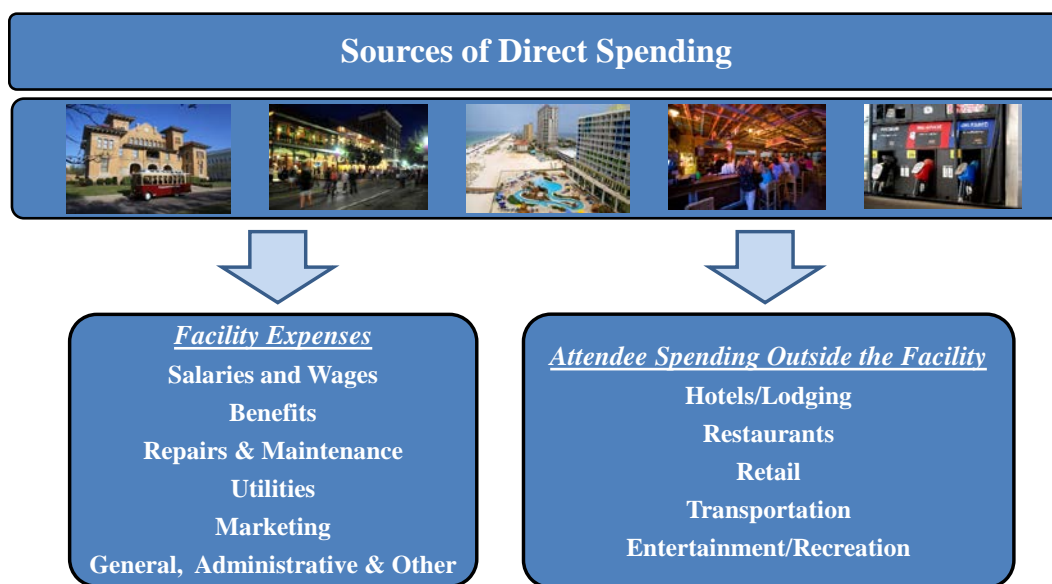 Sources of Direct Spending
Facility Expenses
Salaries and Wages
Benefits
Repairs & Maintenance
Utilities
Marketing
General, Administrative & Other
Attendee Spending Outside the Facility
Hotels/Lodging
Restaurants
Retail
Transportation
Entertainment/Recreation